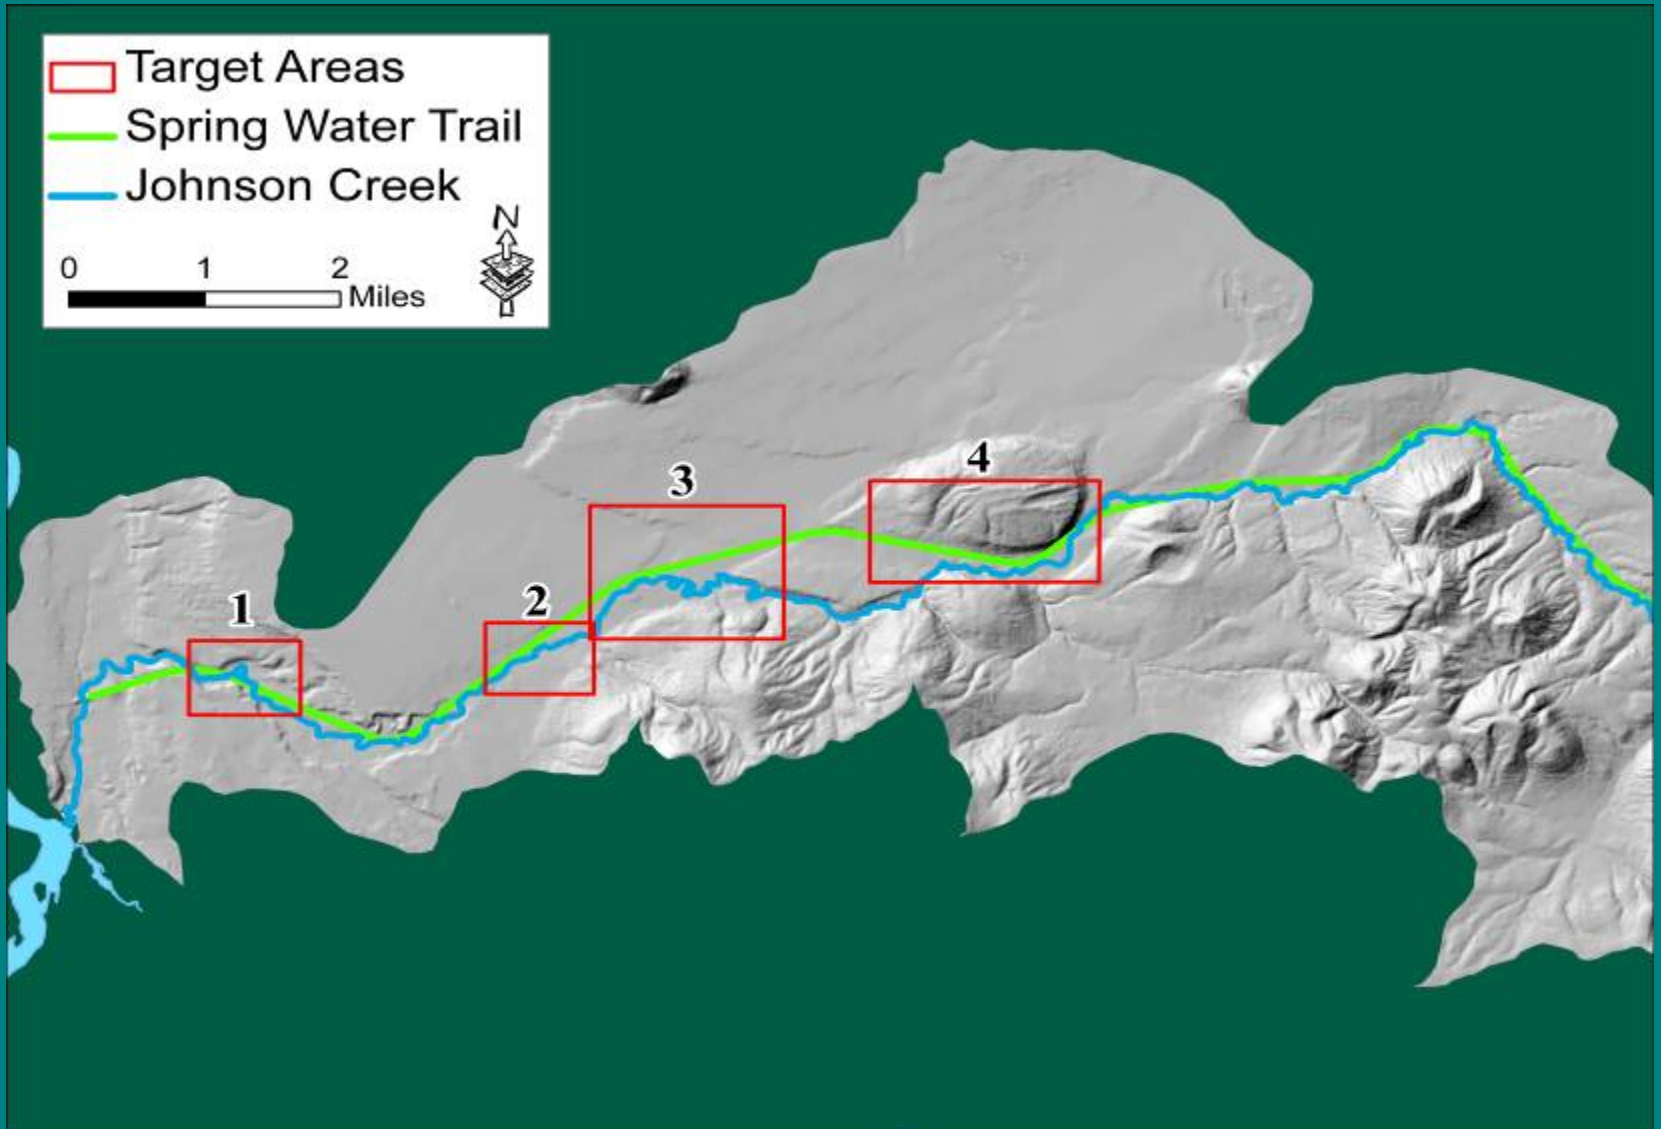 Target Areas
Spring Water Trail
Johnson Creek
N
0 1 2
Miles
4
3
2
1